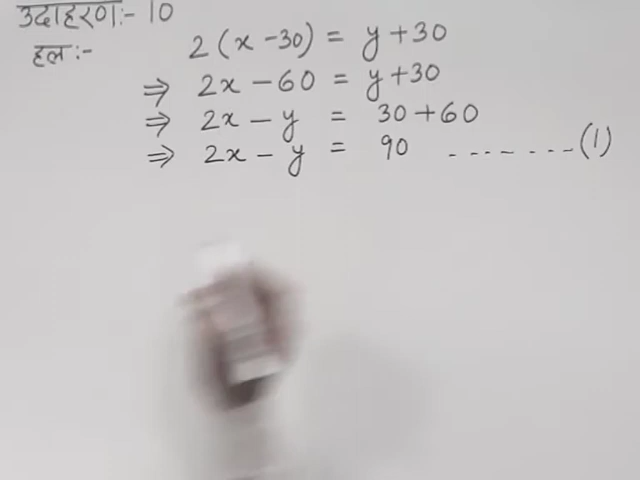 उदाहरण:- 10
हल:- 2(x-30) = y+30
⇒ 2x-60 = y+30
⇒ 2x-y = 30+60
⇒ 2x-y = 90 --------(1)